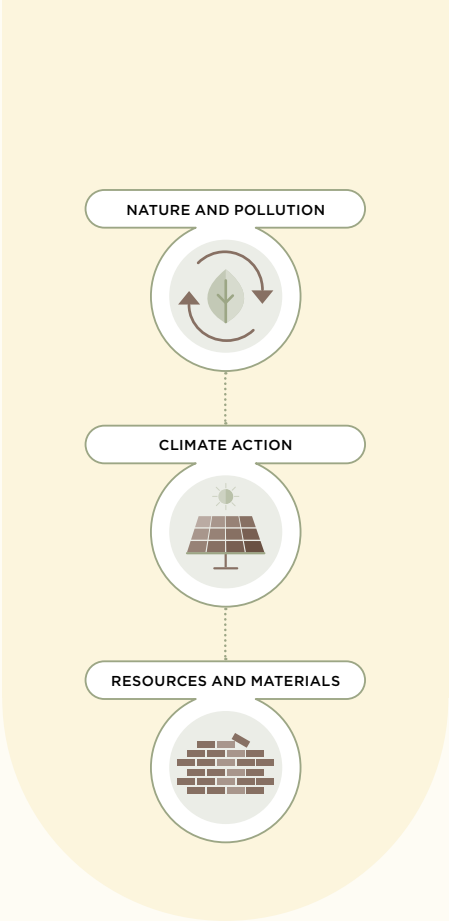 NATURE AND POLLUTION
CLIMATE ACTION
RESOURCES AND MATERIALS